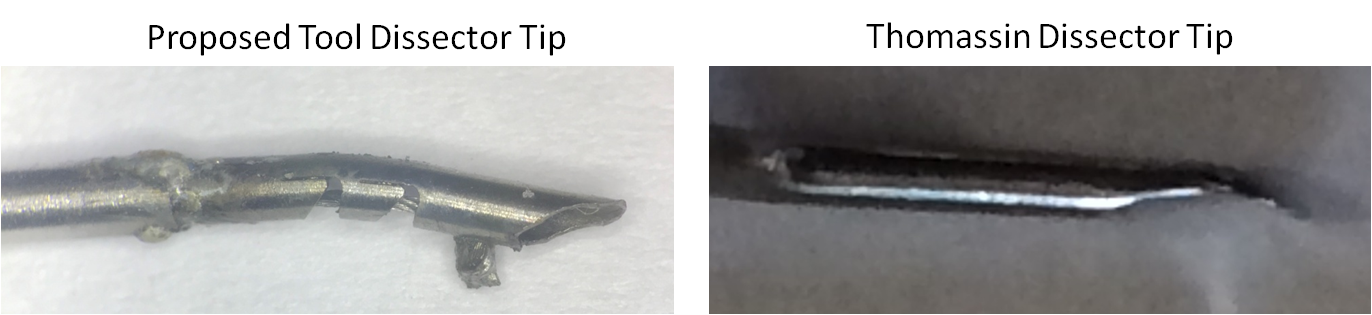 Proposed Tool Dissector Tip
Thomassin Dissector Tip